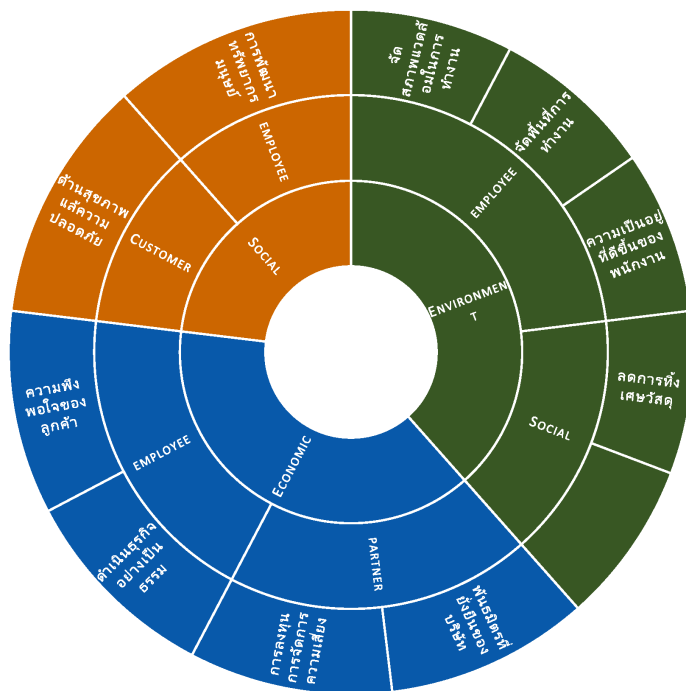 ENVIRONMEN
T
EMPLOYEE
จัด
สภาพแวดล้
อมในการ
ทำงาน
จัดพื้นที่การ
ทำงาน
ความเป็นอยู่
ที่ดีขึ้นของ
พนักงาน
SOCIAL
ลดการทิ้ง
เศษวัสดุ
ECONOMIC
PARTNER
พันธมิตรที่
ยั่งยืนของ
บริษัท
การลงทุน
การจัดการ
ความเสี่ยง
EMPLOYEE
ดำเนินธุรกิจ
อย่างเป็น
ธรรม
ความพึง
พอใจของ
ลูกค้า
SOCIAL
CUSTOMER
ด้านสุขภาพ
แล้ความ
ปลอดภัย
EMPLOYEE
การพัฒนา
ทรัพยากร
มนุษย์